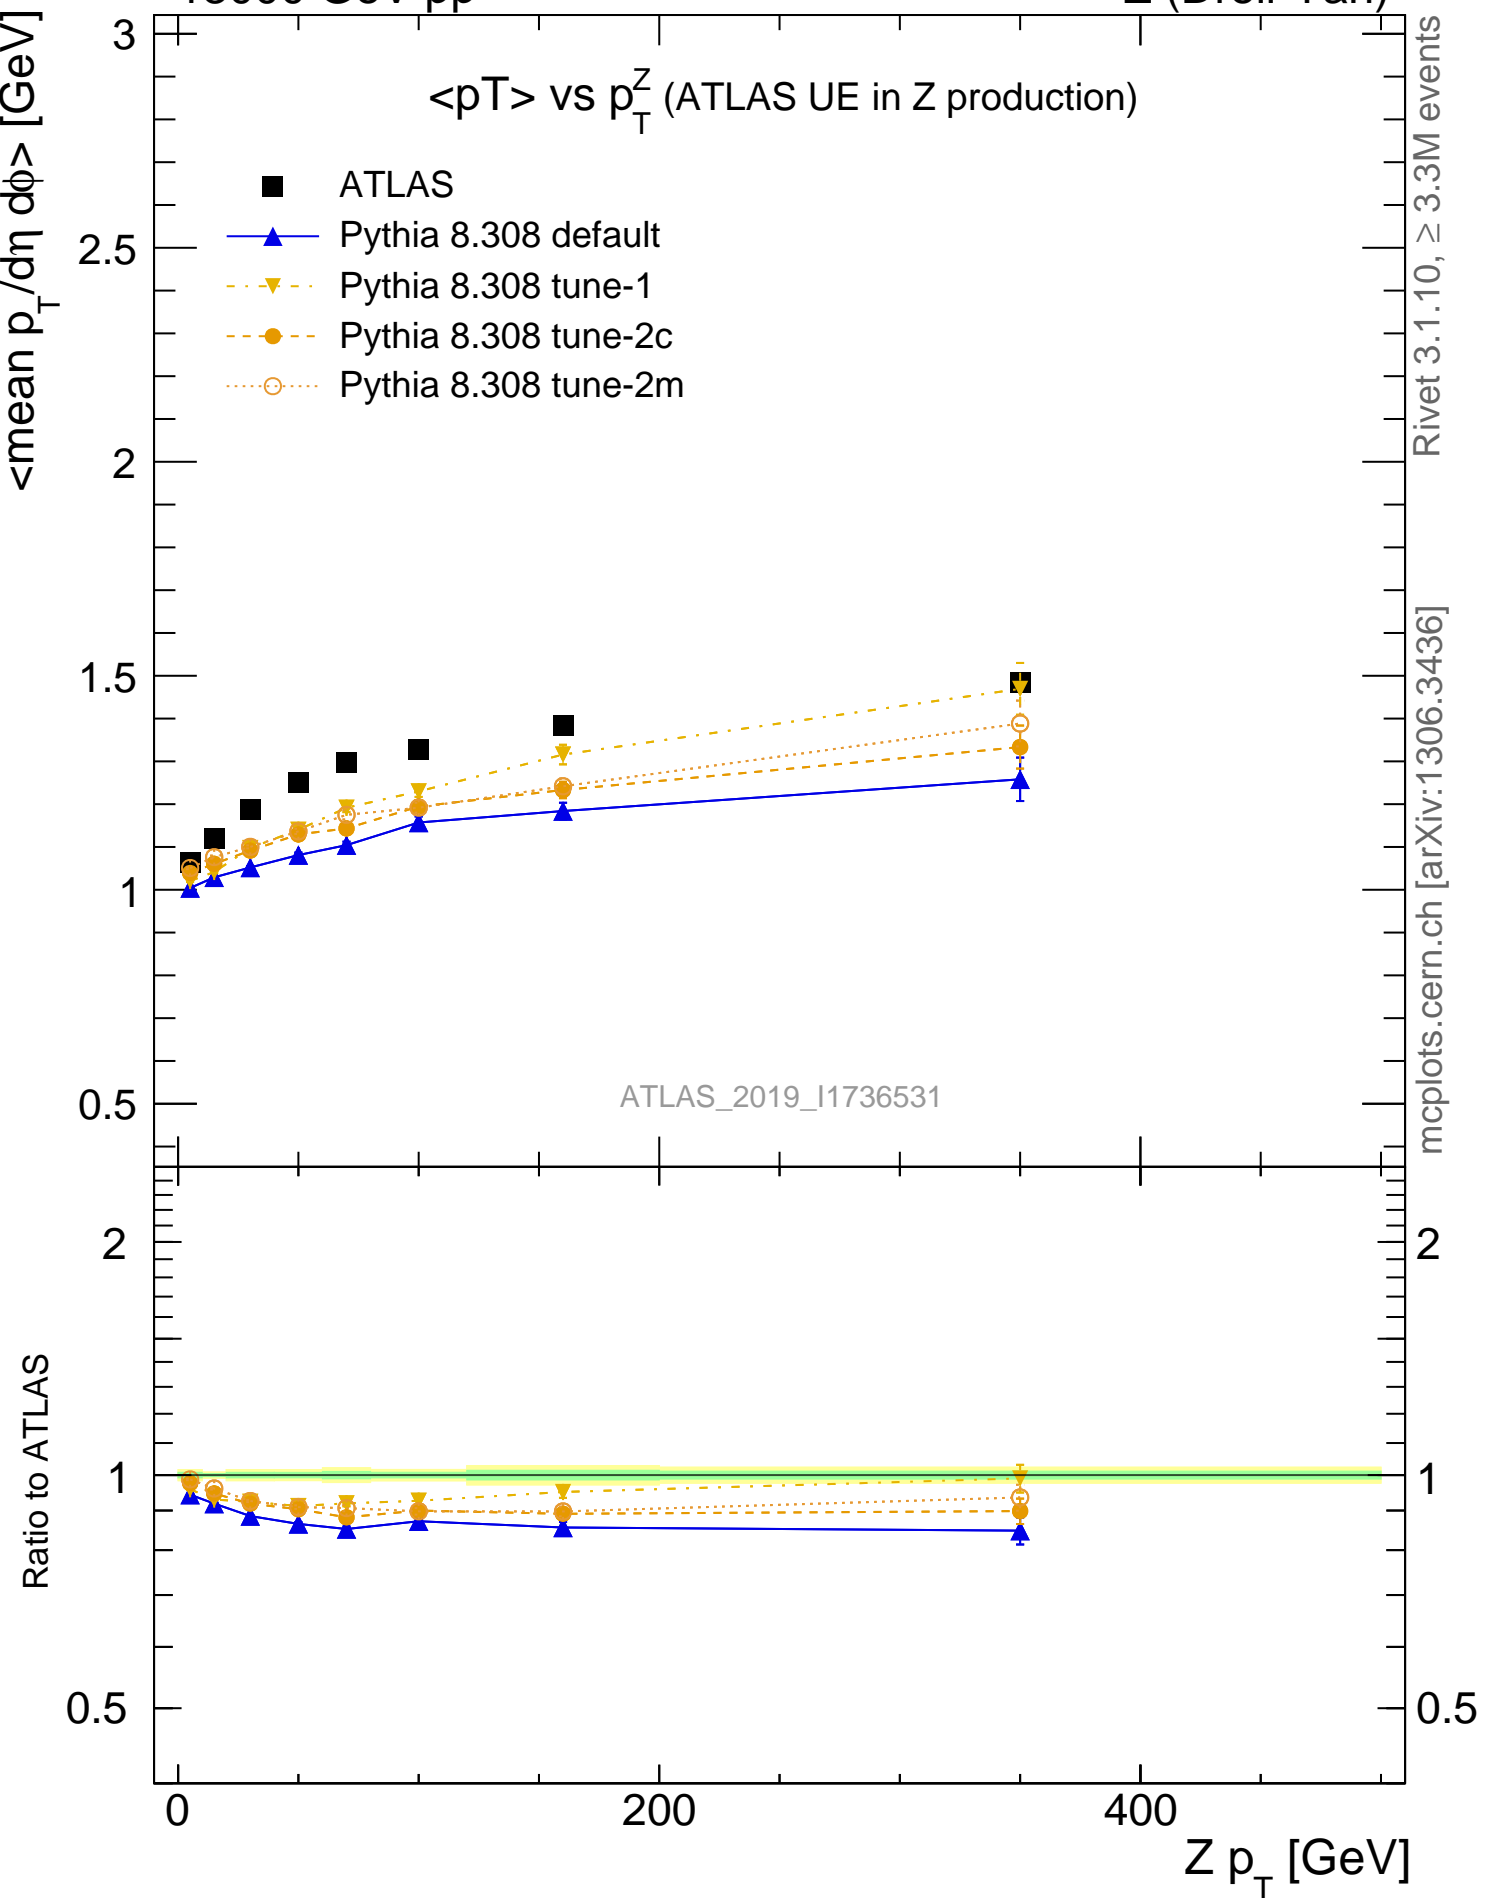 <mean p_T/dη dϕ> [GeV]
<pT> vs p_T^Z (ATLAS UE in Z production)
ATLAS
Pythia 8.308 default
Pythia 8.308 tune-1
Pythia 8.308 tune-2c
Pythia 8.308 tune-2m
3
2.5
2
1.5
1
0.5
ATLAS_2019_I1736531
Rivet 3.1.10, ≥ 3.3M events
mcplots.cern.ch [arXiv:1306.3436]
Ratio to ATLAS
2
1
0.5
2
1
0.5
0
200
400
Z p_T [GeV]